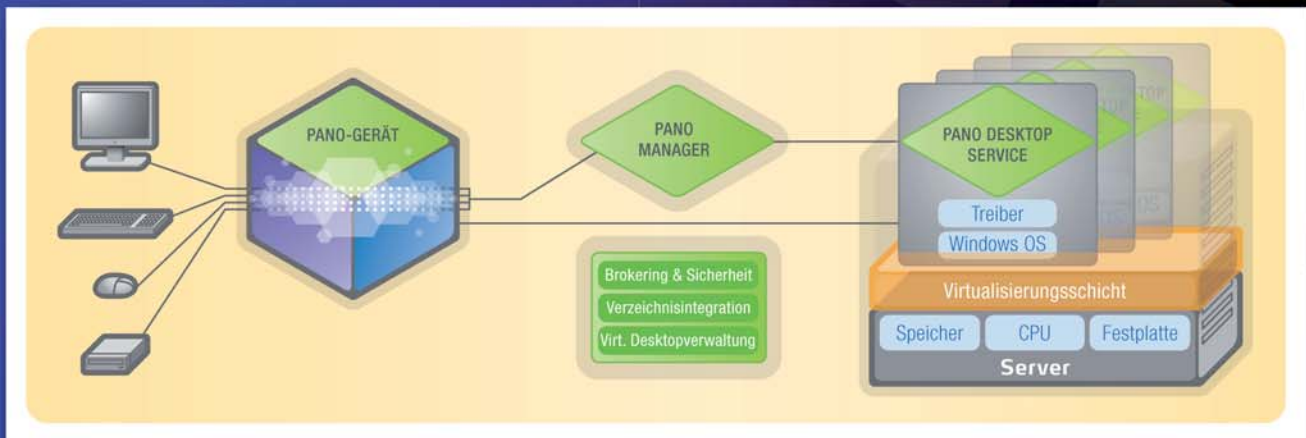 PANO-GERÄT
PANO
MANAGER
PANO DESKTOP
SERVICE
Treiber
Windows OS
Brokering & Sicherheit
Verzeichnisintegration
Virt. Desktopverwaltung
Virtualisierungsschicht
Speicher
CPU
Festplatte
Server